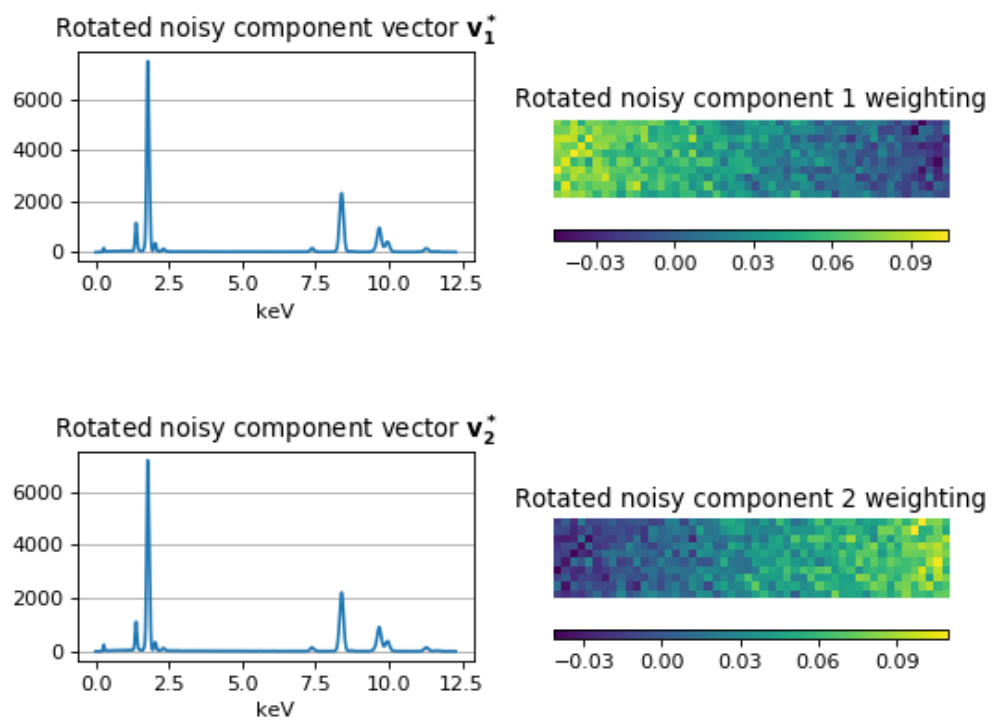 Rotated noisy component vector v₁*
6000
4000
2000
0
0.0 2.5 5.0 7.5 10.0 12.5
keV
Rotated noisy component 1 weighting
−0.03 0.00 0.03 0.06 0.09
Rotated noisy component vector v₂*
6000
4000
2000
0
0.0 2.5 5.0 7.5 10.0 12.5
keV
Rotated noisy component 2 weighting
−0.03 0.00 0.03 0.06 0.09